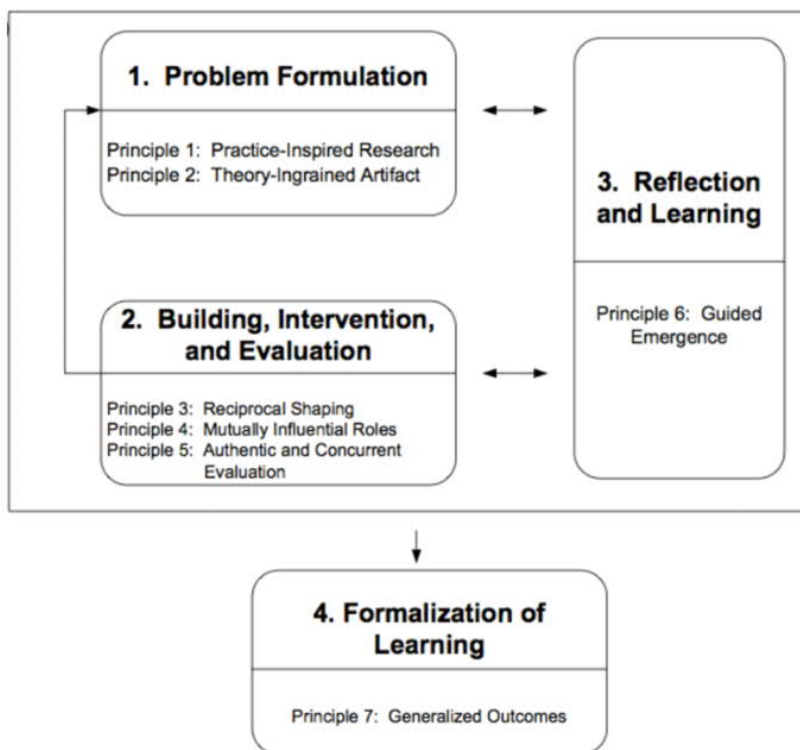 1. Problem Formulation
Principle 1: Practice-Inspired Research
Principle 2: Theory-Ingrained Artifact
2. Building, Intervention,
and Evaluation
Principle 3: Reciprocal Shaping
Principle 4: Mutually Influential Roles
Principle 5: Authentic and Concurrent
Evaluation
3. Reflection
and Learning
Principle 6: Guided
Emergence
4. Formalization of
Learning
Principle 7: Generalized Outcomes